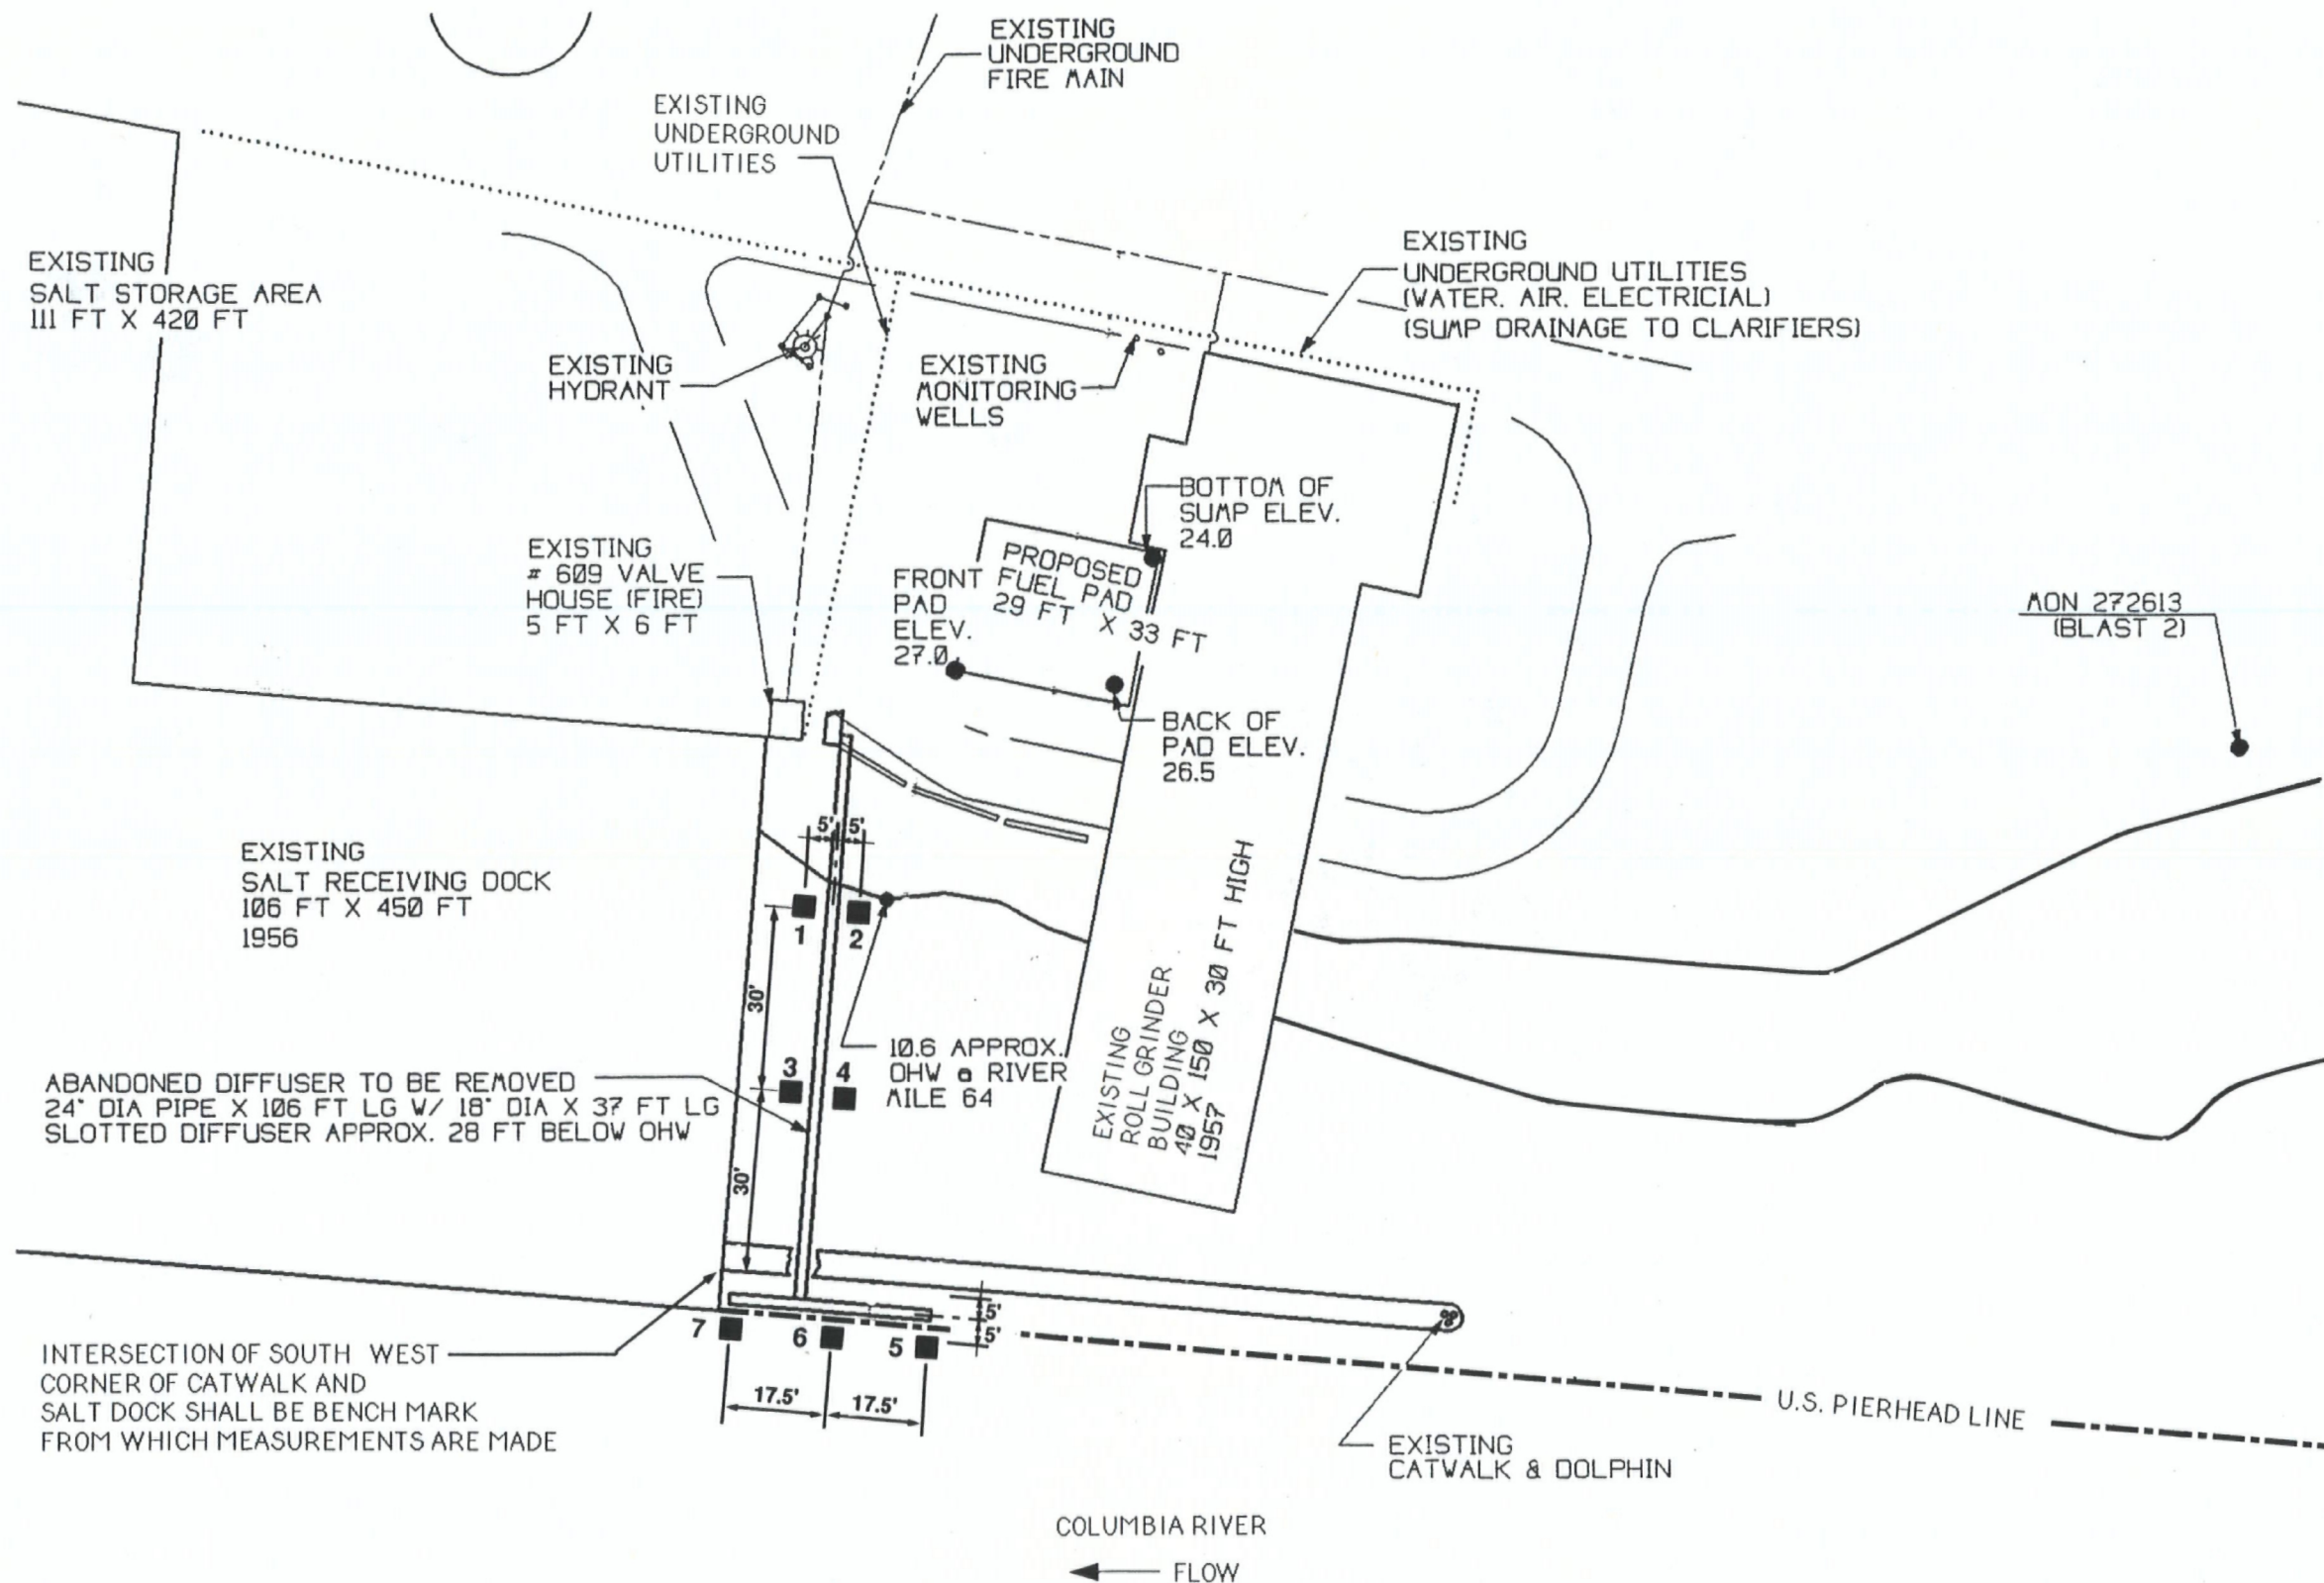 EXISTING
UNDERGROUND
FIRE MAIN
EXISTING
UNDERGROUND
UTILITIES
EXISTING
SALT STORAGE AREA
111 FT X 420 FT
EXISTING
UNDERGROUND UTILITIES
(WATER. AIR. ELECTRICIAL)
(SUMP DRAINAGE TO CLARIFIERS)
EXISTING
HYDRANT
EXISTING
MONITORING
WELLS
BOTTOM OF
SUMP ELEV.
24.0
EXISTING
# 609 VALVE
HOUSE (FIRE)
5 FT X 6 FT
FRONT
PAD
ELEV.
27.0
PROPOSED
FUEL PAD
29 FT X 33 FT
MON 272613
(BLAST 2)
BACK OF
PAD ELEV.
26.5
5' 5'
EXISTING
SALT RECEIVING DOCK
106 FT X 450 FT
1956
1 2
30'
EXISTING
ROLL GRINDER
BUILDING
40 X 150 X 30 FT HIGH
1957
10.6 APPROX.
OHW @ RIVER
MILE 64
3 4
ABANDONED DIFFUSER TO BE REMOVED
24" DIA PIPE X 106 FT LG W/ 18" DIA X 37 FT LG
SLOTTED DIFFUSER APPROX. 28 FT BELOW OHW
30'
5'
5'
7 6 5
17.5' 17.5'
INTERSECTION OF SOUTH WEST
CORNER OF CATWALK AND
SALT DOCK SHALL BE BENCH MARK
FROM WHICH MEASUREMENTS ARE MADE
U.S. PIERHEAD LINE
EXISTING
CATWALK & DOLPHIN
COLUMBIA RIVER
FLOW